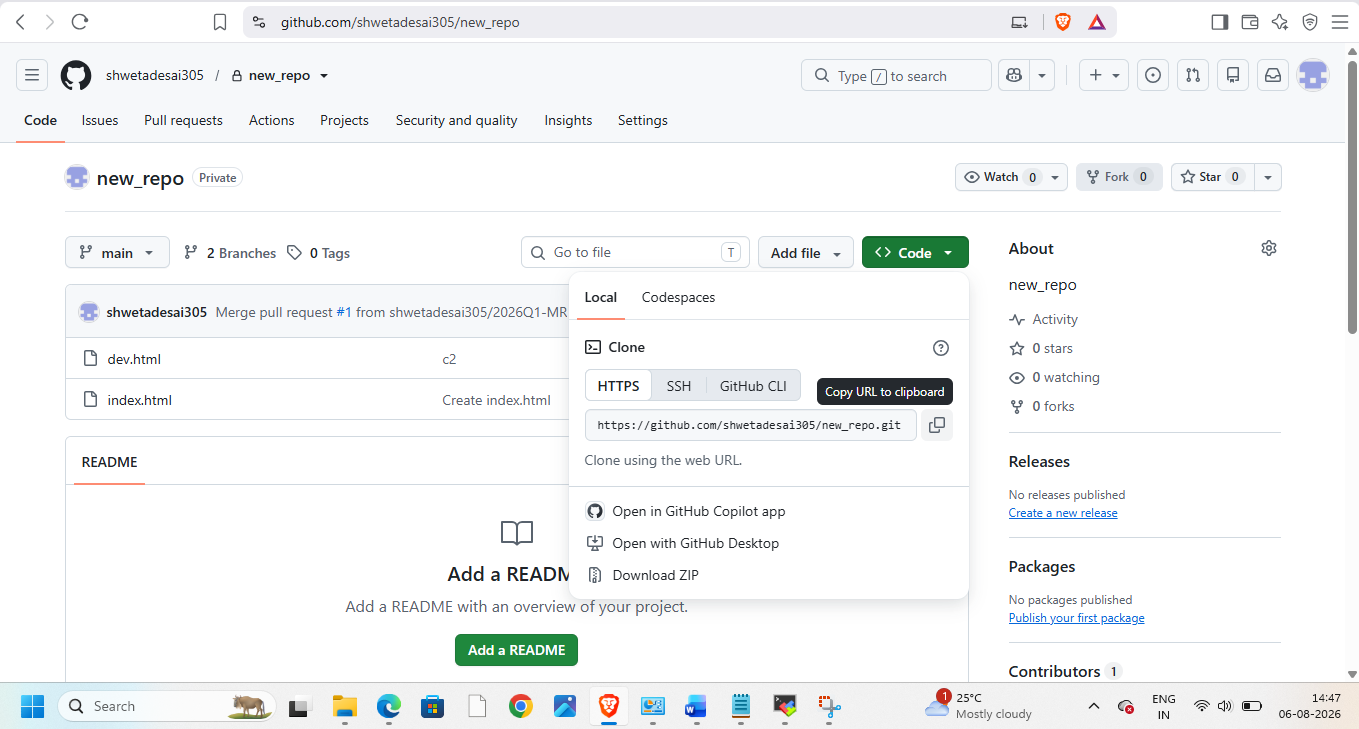 github.com/shwetadesai305/new_repo
shwetadesai305 / new_repo
Type / to search
Code Issues Pull requests Actions Projects Security and quality Insights Settings
new_repo Private
Watch 0 Fork 0 Star 0
main 2 Branches 0 Tags
Go to file T Add file Code
shwetadesai305 Merge pull request #1 from shwetadesai305/2026Q1-MR
dev.html c2
index.html Create index.html
README
Add a READM
Add a README with an overview of your project.
Add a README
Local Codespaces
Clone
HTTPS SSH GitHub CLI
Copy URL to clipboard
https://github.com/shwetadesai305/new_repo.git
Clone using the web URL.
Open in GitHub Copilot app
Open with GitHub Desktop
Download ZIP
About
new_repo
Activity
0 stars
0 watching
0 forks
Releases
No releases published
Create a new release
Packages
No packages published
Publish your first package
Contributors 1
Search
1
25°C
Mostly cloudy
ENG
IN
14:47
06-08-2026